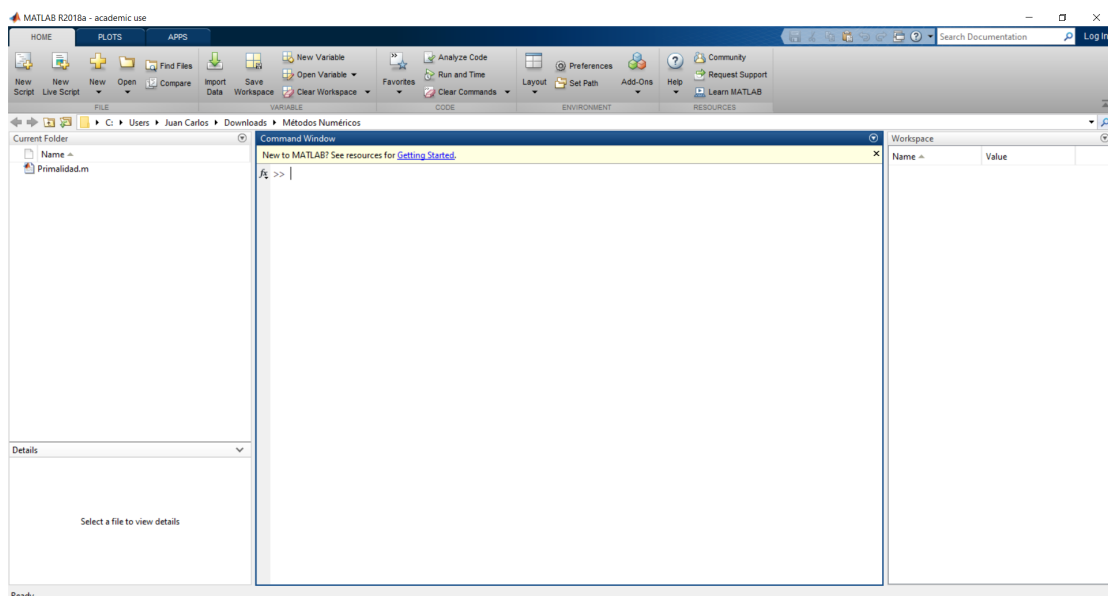 MATLAB R2018a - academic use
HOME PLOTS APPS
Search Documentation
Log In
New Script
New Live Script
New
Open
Find Files
Compare
FILE
Import Data
Save Workspace
New Variable
Open Variable
Clear Workspace
VARIABLE
Favorites
Analyze Code
Run and Time
Clear Commands
CODE
Layout
Preferences
Set Path
Add-Ons
ENVIRONMENT
Help
Community
Request Support
Learn MATLAB
RESOURCES
C: Users Juan Carlos Downloads Métodos Numéricos
Current Folder
Name
Primalidad.m
Details
Select a file to view details
Command Window
New to MATLAB? See resources for Getting Started.
fx >>
Workspace
Name Value
Ready